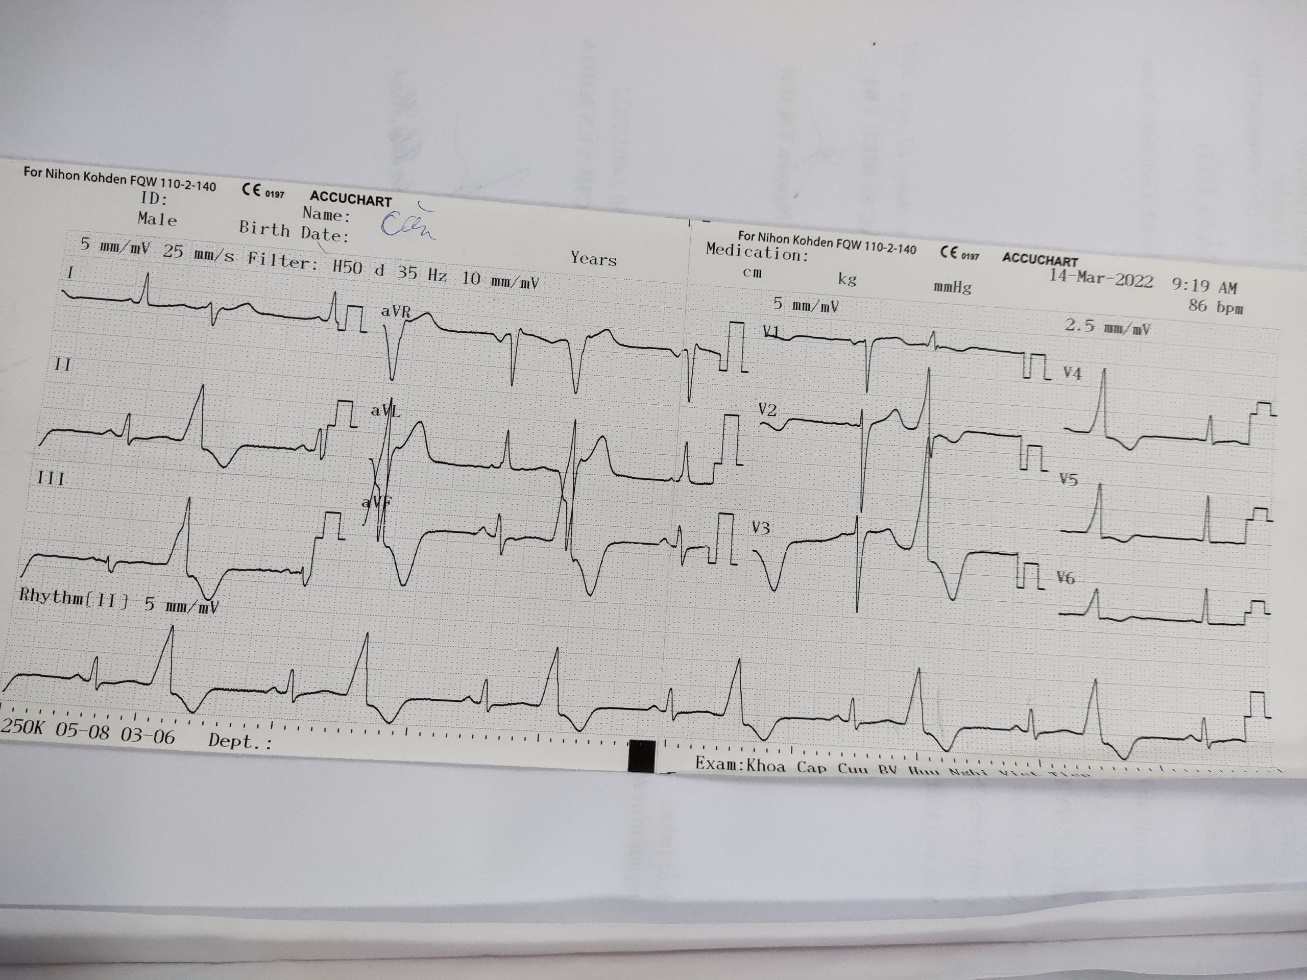 For Nihon Kohden FQW 110-2-140 CE 0197 ACCUCHART
ID: Name:
Male Birth Date: Years
5 mm/mV 25 mm/s Filter: H50 d 35 Hz 10 mm/mV
For Nihon Kohden FQW 110-2-140 CE 0197 ACCUCHART
Medication: 14-Mar-2022 9:19 AM
cm kg mmHg 86 bpm
5 mm/mV 2.5 mm/mV
I
aVR
V1
V4
II
aVL
V2
V5
III
aVF
V3
V6
Rhythm[II] 5 mm/mV
250K 05-08 03-06 Dept.:
Exam:Khoa Cap Cuu BV Huu Nghi Viet Tiep